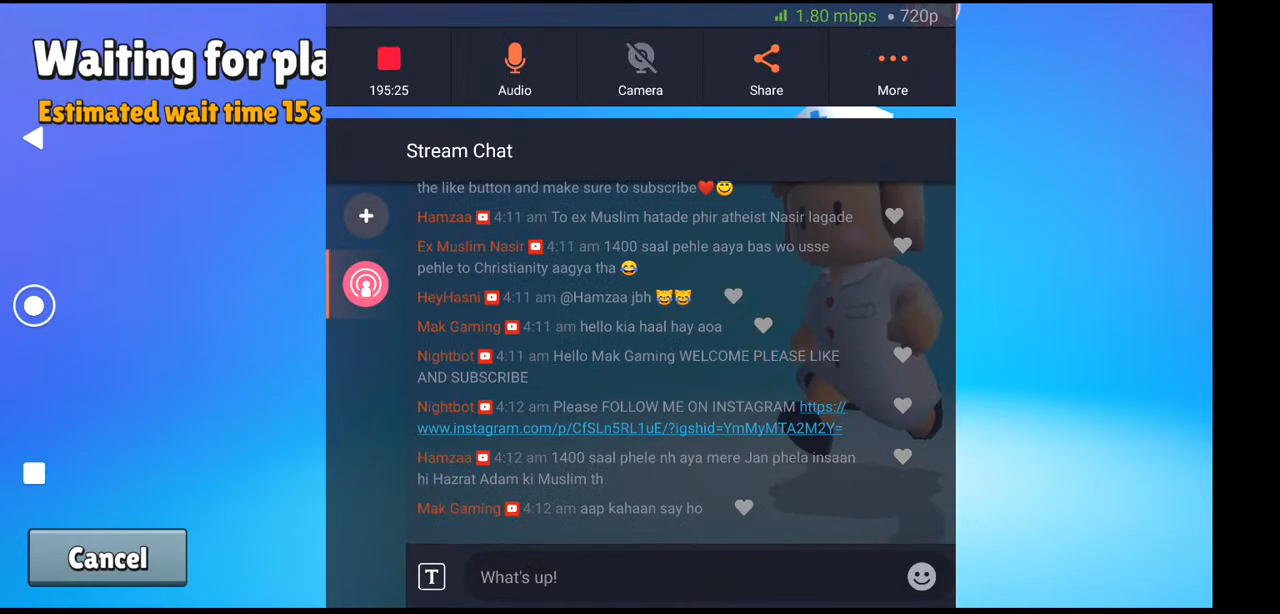 1.80 mbps • 720p
Waiting for pla
Estimated wait time 15s
195:25
Audio
Camera
Share
More
Stream Chat
the like button and make sure to subscribe❤️😇
Hamzaa 4:11 am To ex Muslim hatade phir atheist Nasir lagade
Ex Muslim Nasir 4:11 am 1400 saal pehle aaya bas wo usse
pehle to Christianity aagya tha 😂
HeyHasni 4:11 am @Hamzaa jbh 😹😹
Mak Gaming 4:11 am hello kia haal hay aoa
Nightbot 4:11 am Hello Mak Gaming WELCOME PLEASE LIKE
AND SUBSCRIBE
Nightbot 4:12 am Please FOLLOW ME ON INSTAGRAM https://
www.instagram.com/p/CfSLn5RL1uE/?igshid=YmMyMTA2M2Y=
Hamzaa 4:12 am 1400 saal phele nh aya mere Jan phela insaan
hi Hazrat Adam ki Muslim th
Mak Gaming 4:12 am aap kahaan say ho
Cancel
T What's up!